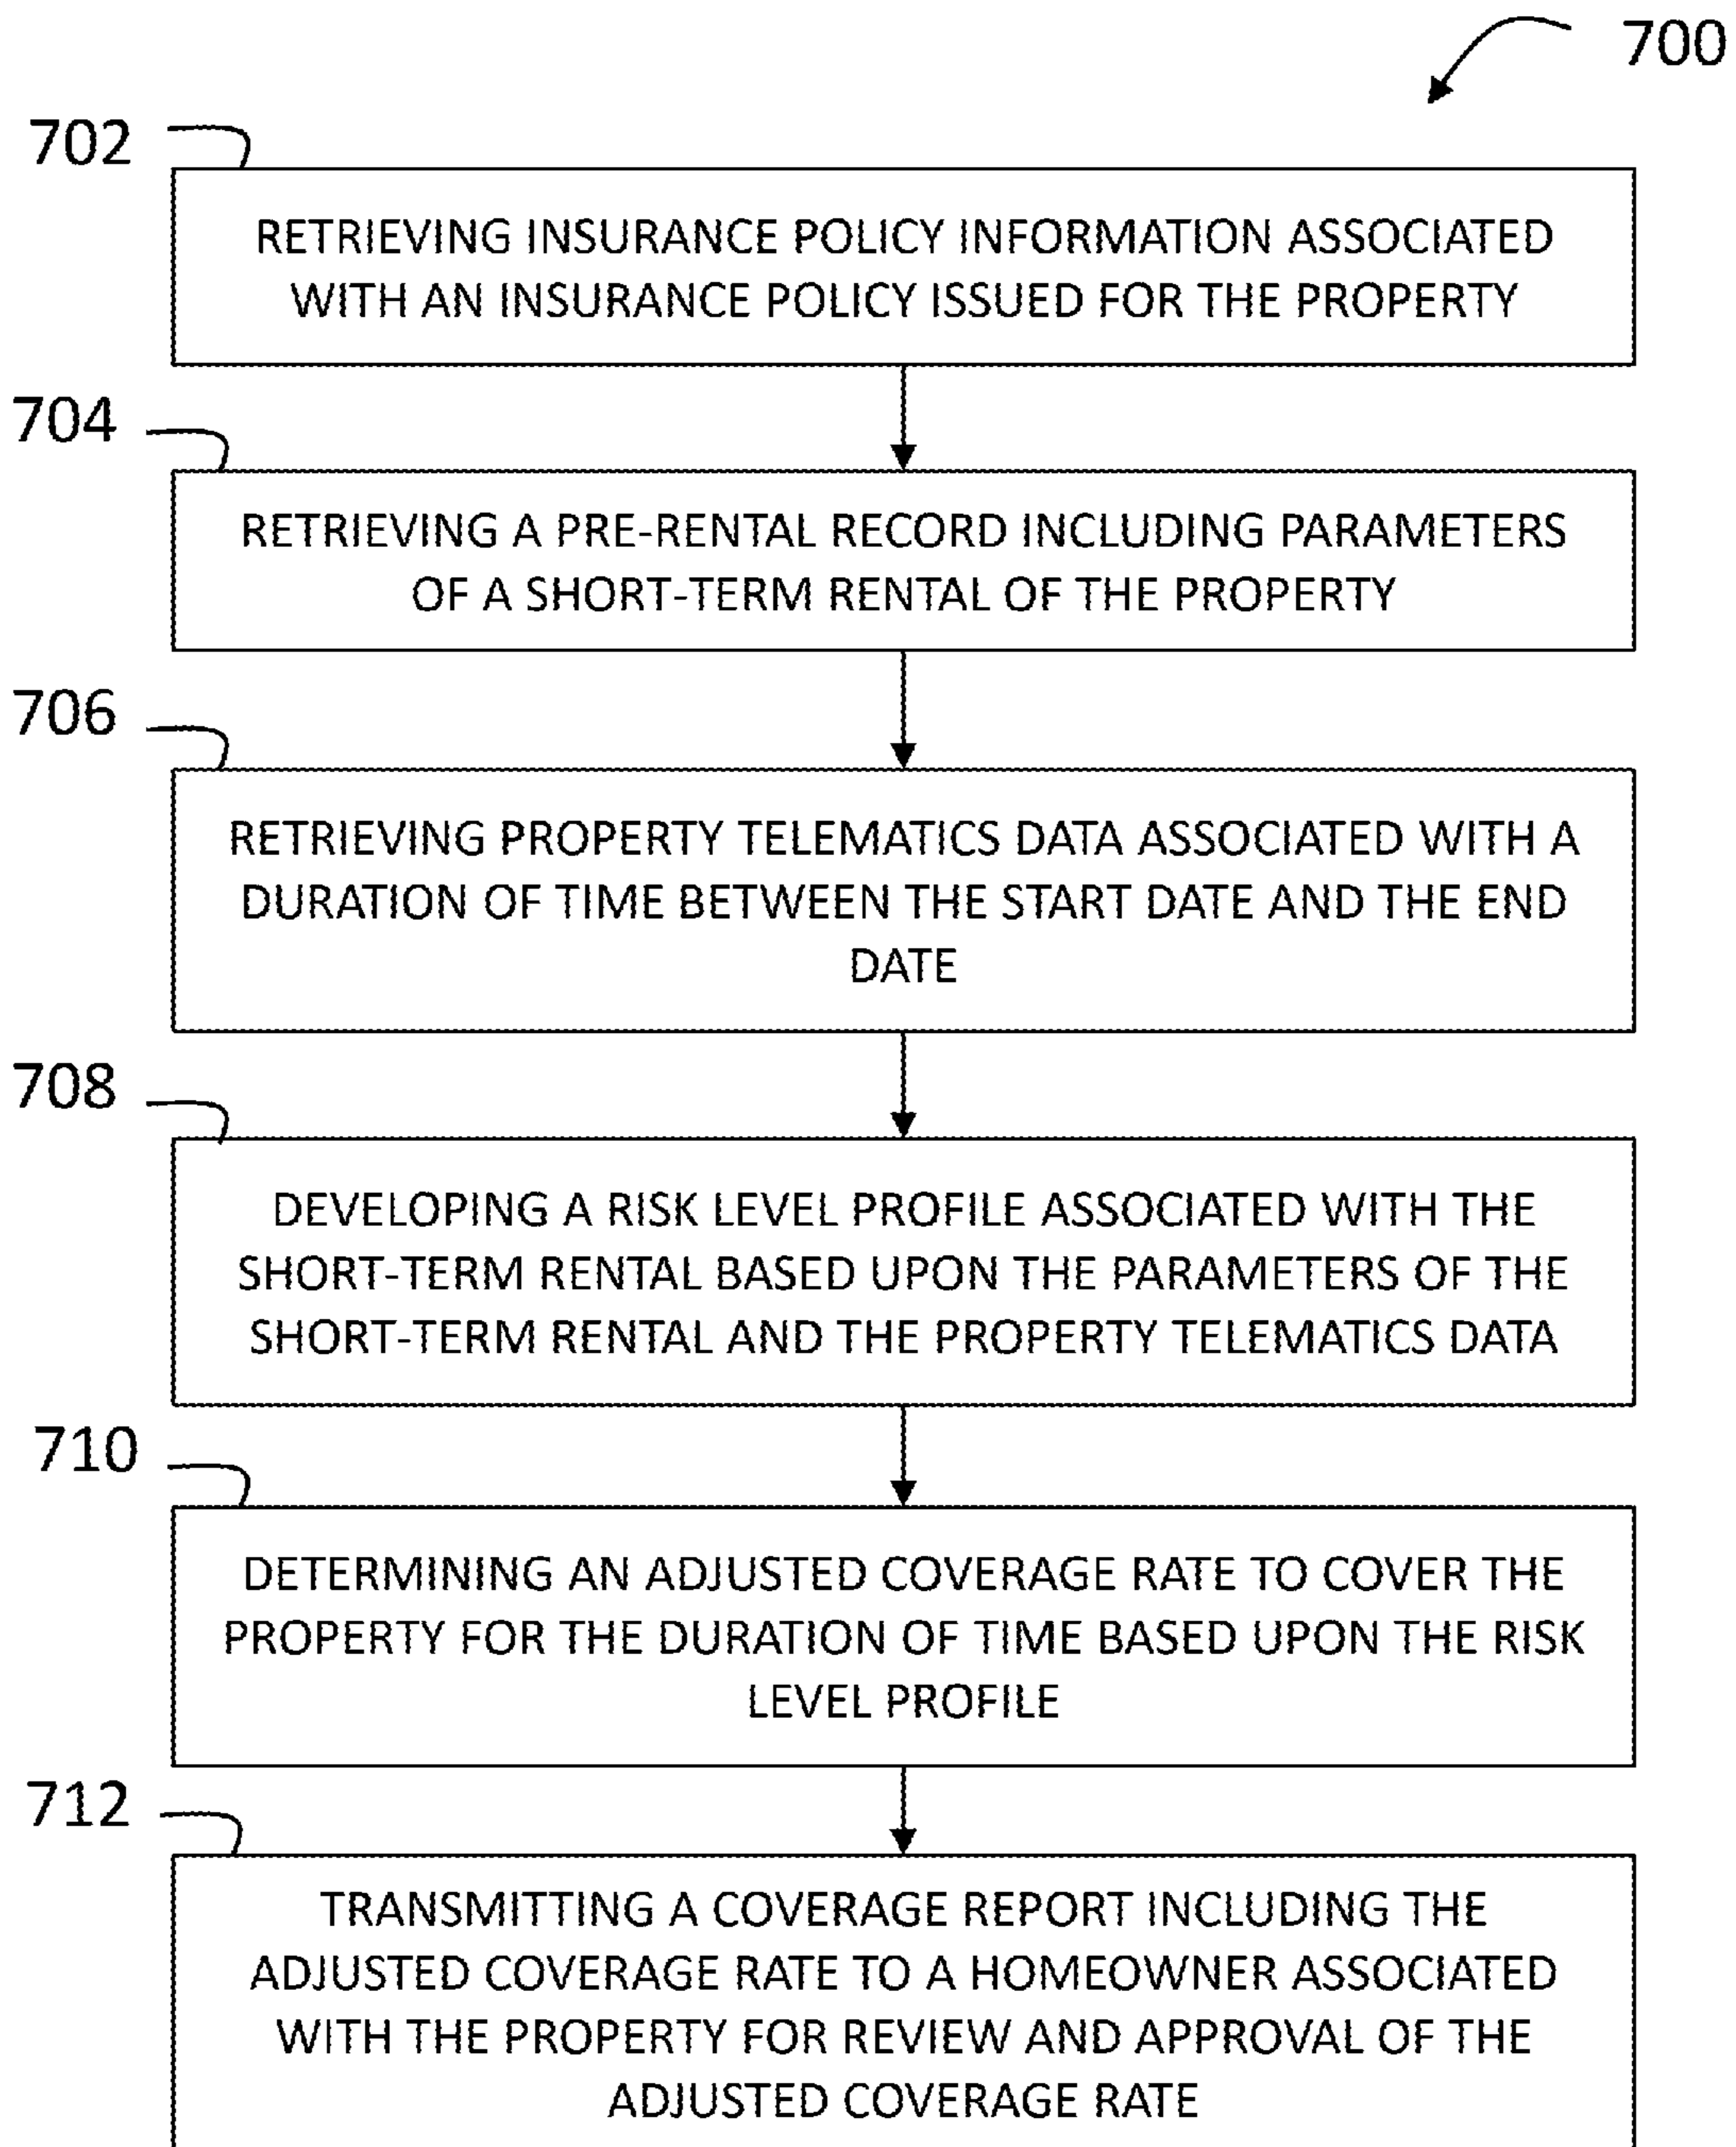 700
702
RETRIEVING INSURANCE POLICY INFORMATION ASSOCIATED
WITH AN INSURANCE POLICY ISSUED FOR THE PROPERTY
704
RETRIEVING A PRE-RENTAL RECORD INCLUDING PARAMETERS
OF A SHORT-TERM RENTAL OF THE PROPERTY
706
RETRIEVING PROPERTY TELEMATICS DATA ASSOCIATED WITH A
DURATION OF TIME BETWEEN THE START DATE AND THE END
DATE
708
DEVELOPING A RISK LEVEL PROFILE ASSOCIATED WITH THE
SHORT-TERM RENTAL BASED UPON THE PARAMETERS OF THE
SHORT-TERM RENTAL AND THE PROPERTY TELEMATICS DATA
710
DETERMINING AN ADJUSTED COVERAGE RATE TO COVER THE
PROPERTY FOR THE DURATION OF TIME BASED UPON THE RISK
LEVEL PROFILE
712
TRANSMITTING A COVERAGE REPORT INCLUDING THE
ADJUSTED COVERAGE RATE TO A HOMEOWNER ASSOCIATED
WITH THE PROPERTY FOR REVIEW AND APPROVAL OF THE
ADJUSTED COVERAGE RATE